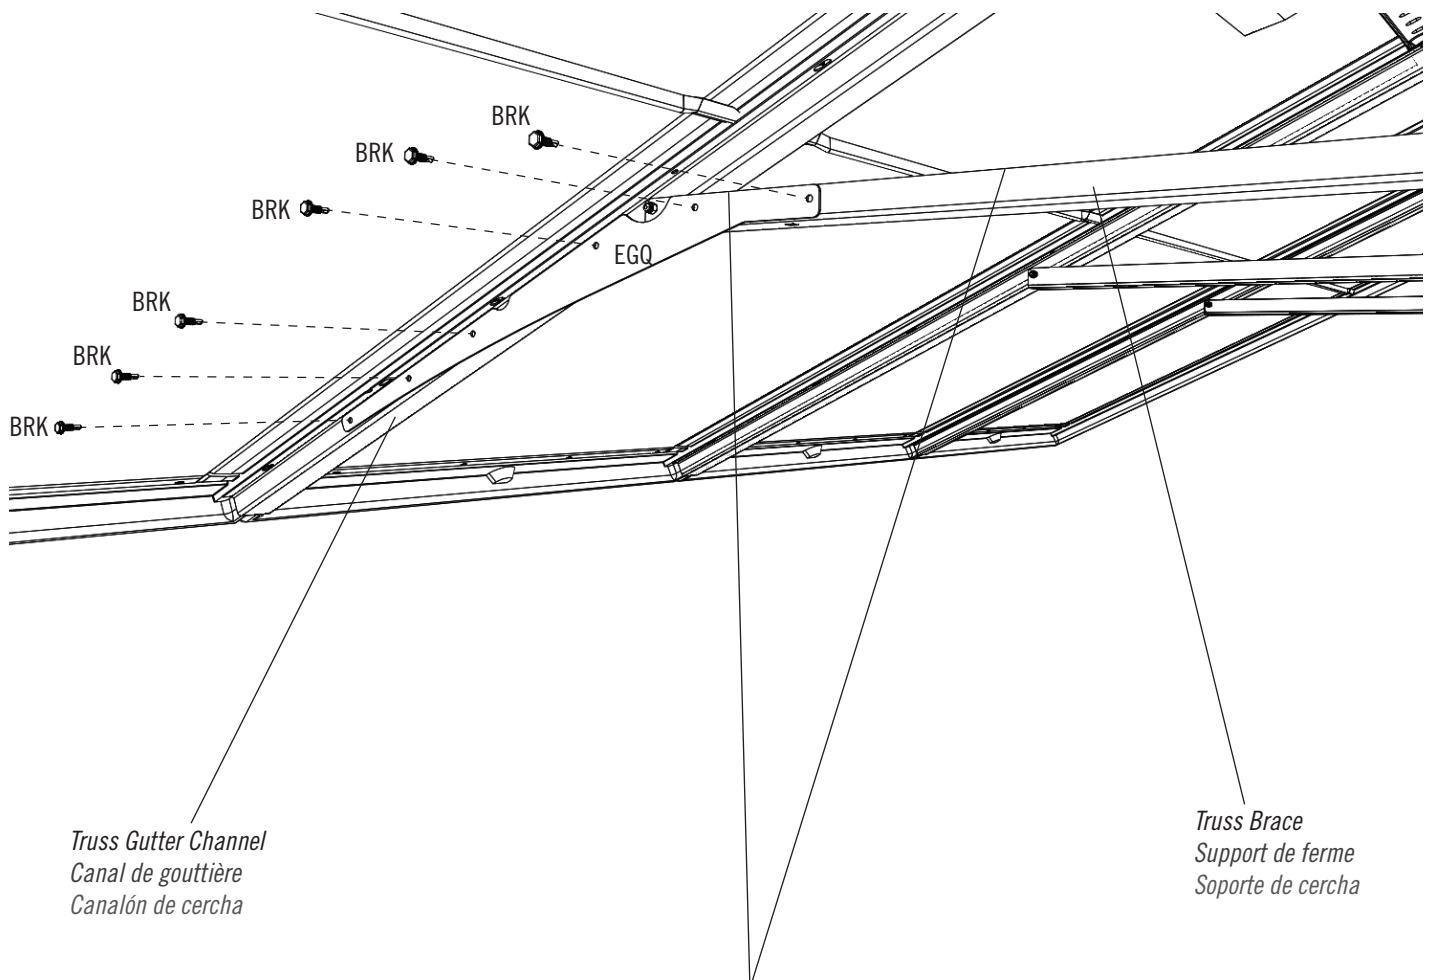 BRK
BRK
BRK
EGQ
BRK
BRK
BRK
Truss Gutter Channel
Canal de gouttière
Canalón de cercha
Truss Brace
Support de ferme
Soporte de cercha